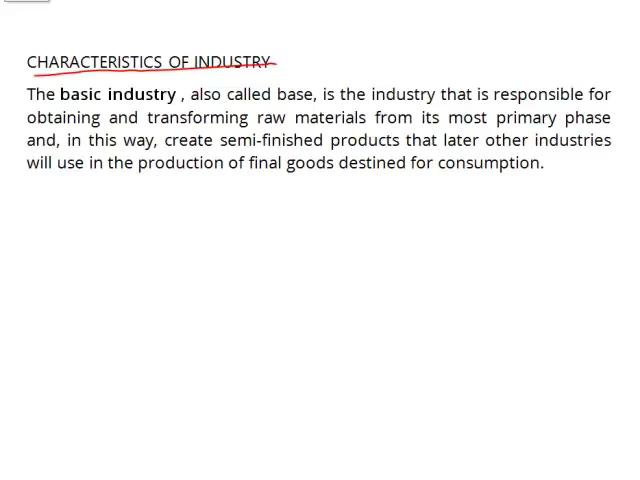 CHARACTERISTICS OF INDUSTRY
The basic industry , also called base, is the industry that is responsible for
obtaining and transforming raw materials from its most primary phase
and, in this way, create semi-finished products that later other industries
will use in the production of final goods destined for consumption.